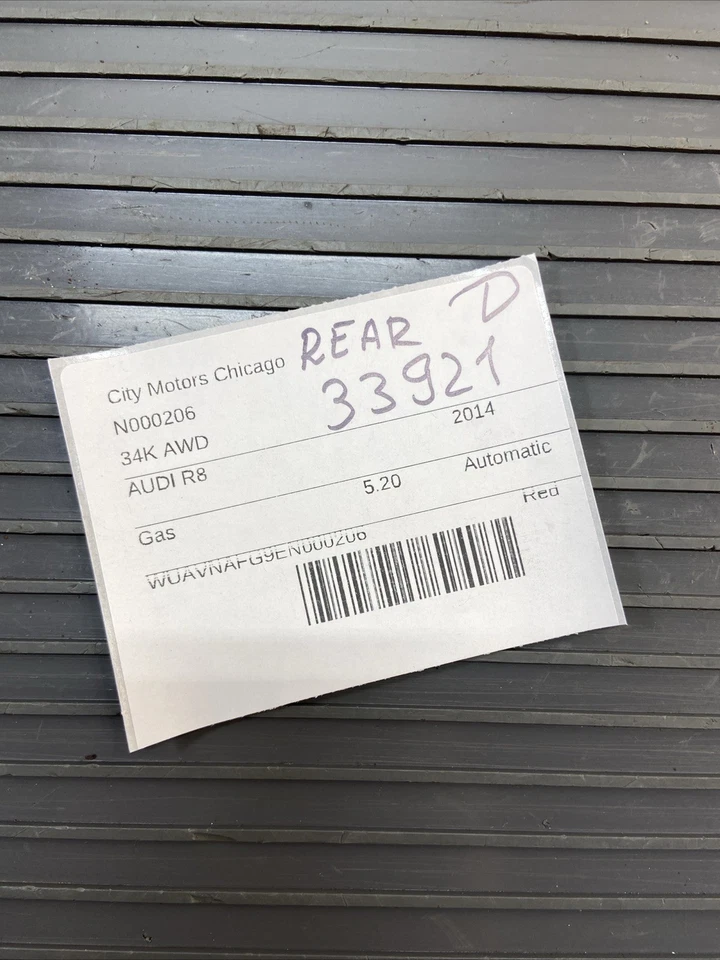 City Motors Chicago REAR D
N000206 33921
34K AWD
AUDI R8 2014
Gas 5.20 Automatic
Red
WUAVNAFG9EN000206